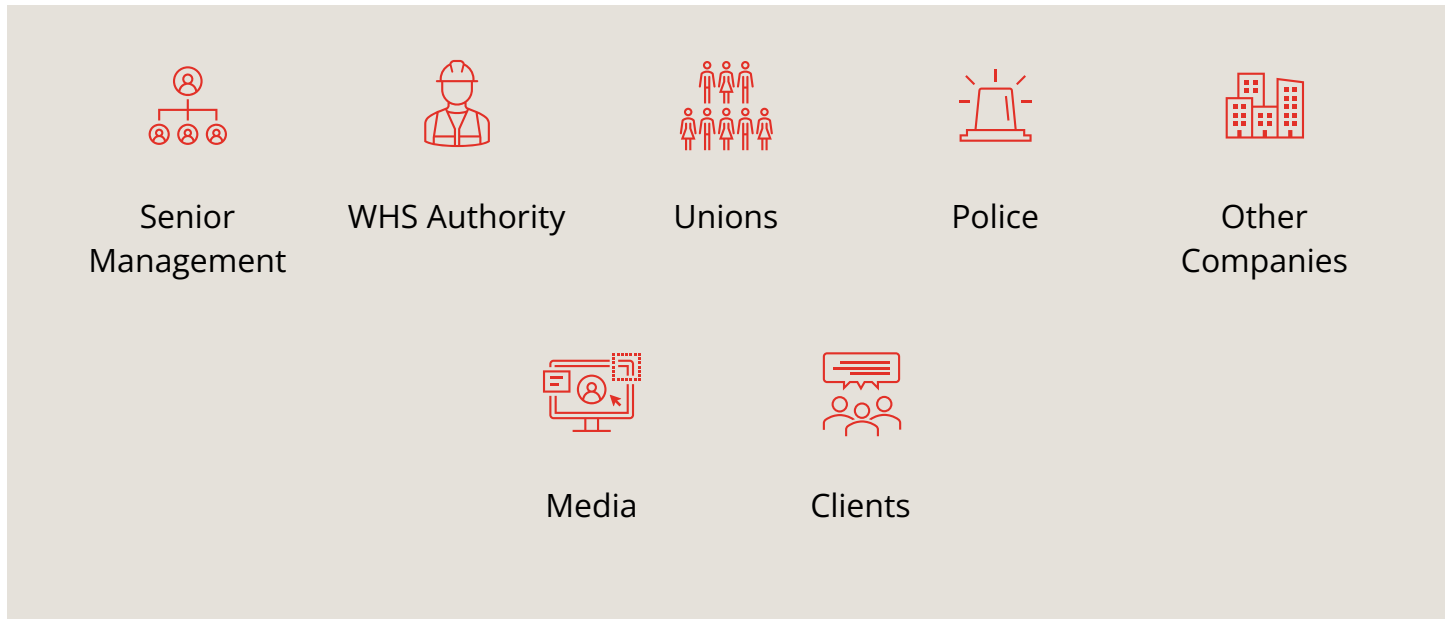 Senior
Management
WHS Authority
Unions
Police
Other
Companies
Media
Clients